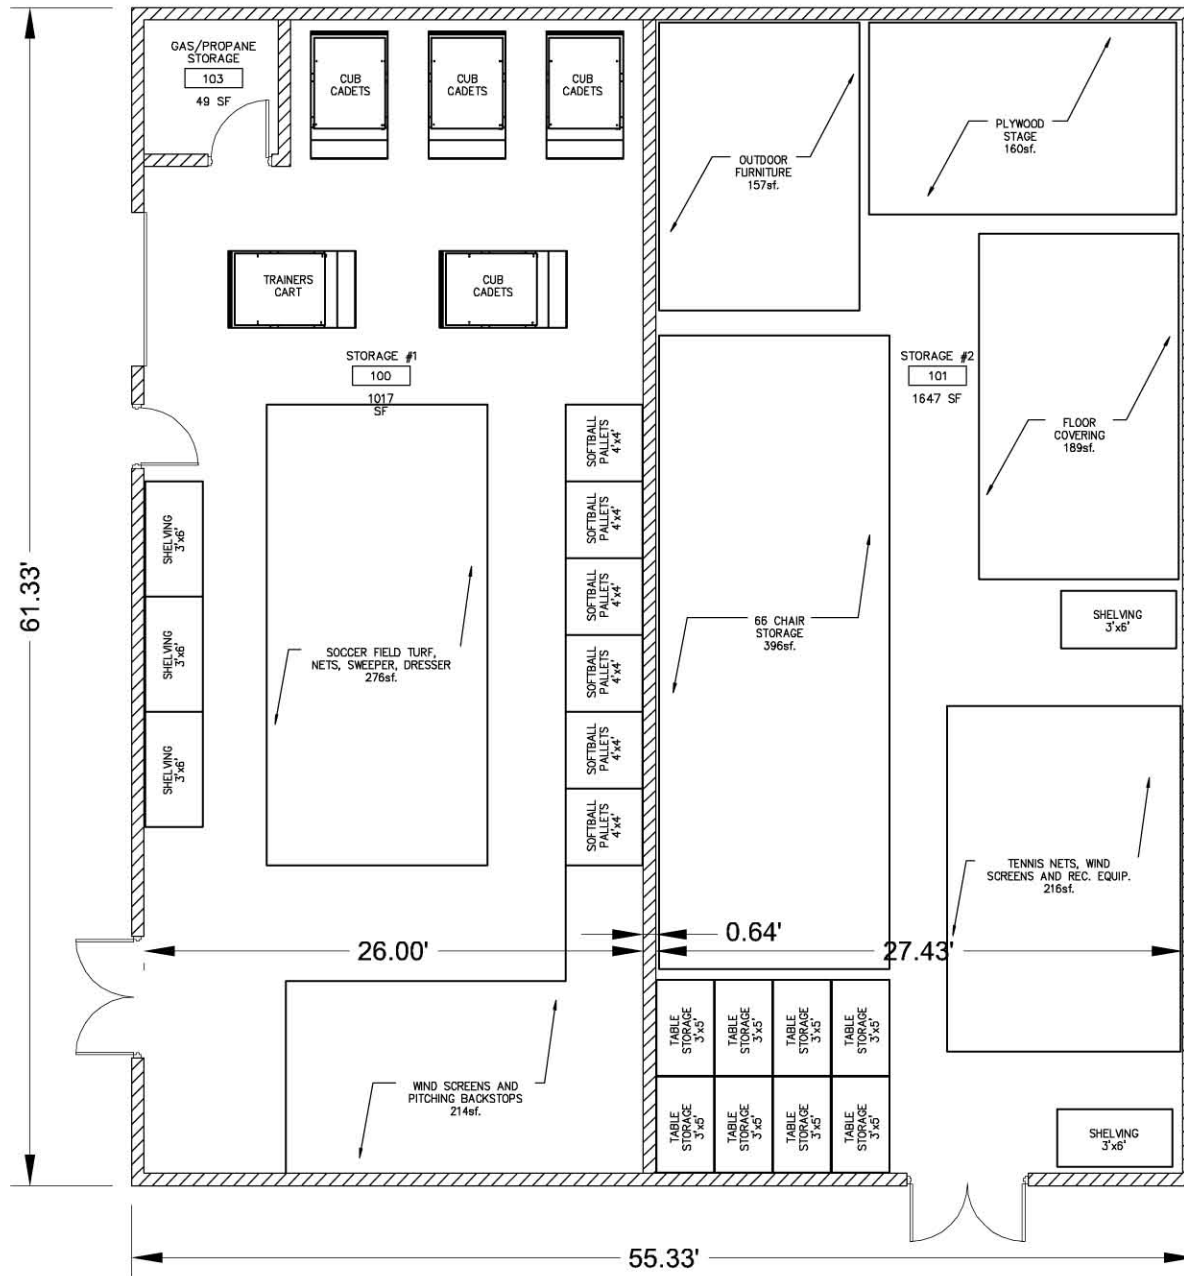 GAS/PROPANE
STORAGE
103
49 SF
CUB
CADETS
CUB
CADETS
CUB
CADETS
OUTDOOR
FURNITURE
157sf.
PLYWOOD
STAGE
160sf.
TRAINERS
CART
CUB
CADETS
STORAGE #1
100
1017
SF
STORAGE #2
101
1647 SF
FLOOR
COVERING
189sf.
SOFTBALL
PALLETS
4'x4'
SOFTBALL
PALLETS
4'x4'
SOFTBALL
PALLETS
4'x4'
SOFTBALL
PALLETS
4'x4'
SOFTBALL
PALLETS
4'x4'
SOFTBALL
PALLETS
4'x4'
SHELVING
3'x6'
SHELVING
3'x6'
SHELVING
3'x6'
61.33'
SOCCER FIELD TURF,
NETS, SWEEPER, DRESSER
276sf.
66 CHAIR
STORAGE
396sf.
SHELVING
3'x6'
TENNIS NETS, WIND
SCREENS AND REC. EQUIP.
216sf.
26.00'
0.64'
27.43'
TABLE
STORAGE
3'x5'
TABLE
STORAGE
3'x5'
TABLE
STORAGE
3'x5'
TABLE
STORAGE
3'x5'
TABLE
STORAGE
3'x5'
TABLE
STORAGE
3'x5'
TABLE
STORAGE
3'x5'
TABLE
STORAGE
3'x5'
WIND SCREENS AND
PITCHING BACKSTOPS
214sf.
SHELVING
3'x6'
55.33'